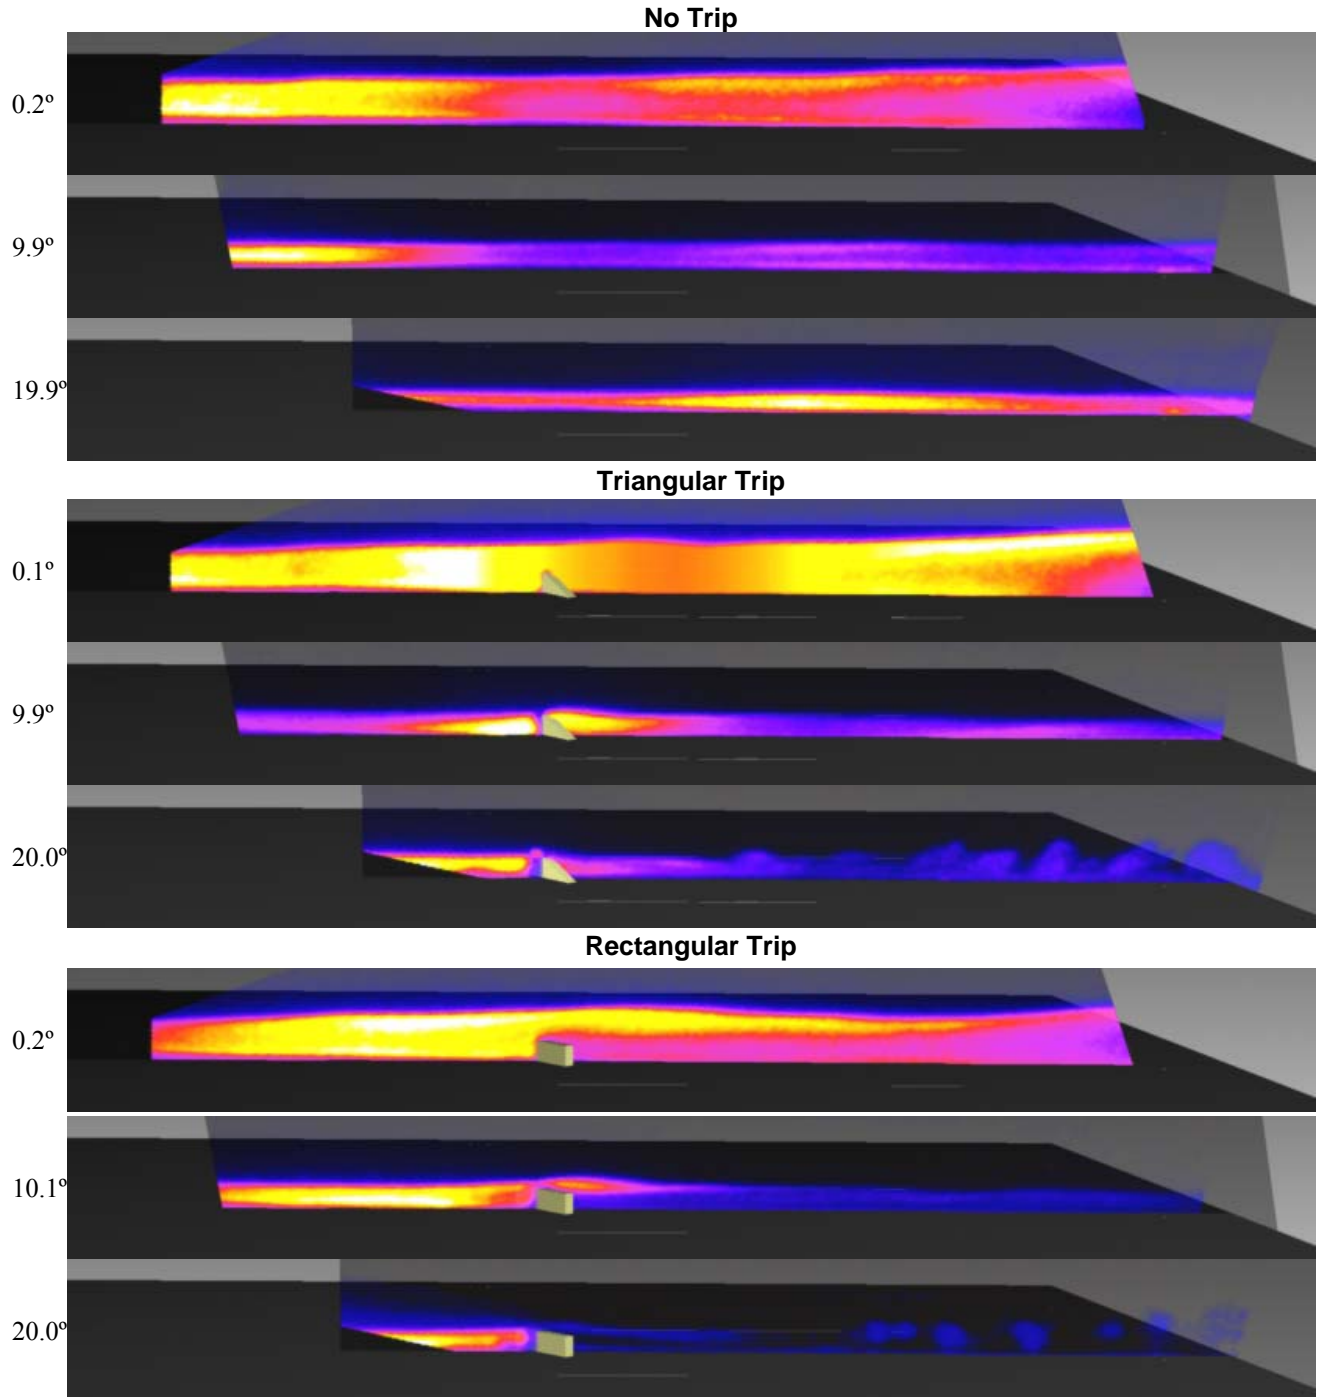 No Trip
0.2º
9.9º
19.9º
Triangular Trip
0.1º
9.9º
20.0º
Rectangular Trip
0.2º
10.1º
20.0º